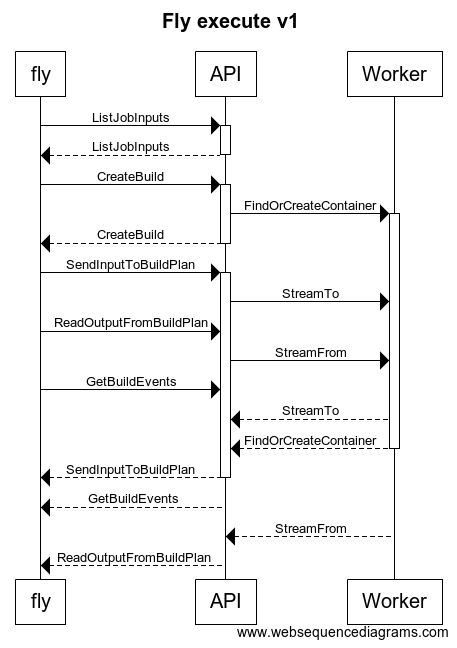 Fly execute v1
fly
API
Worker
ListJobInputs
ListJobInputs
CreateBuild
FindOrCreateContainer
CreateBuild
SendInputToBuildPlan
StreamTo
ReadOutputFromBuildPlan
StreamFrom
GetBuildEvents
StreamTo
FindOrCreateContainer
SendInputToBuildPlan
GetBuildEvents
StreamFrom
ReadOutputFromBuildPlan
fly
API
Worker
www.websequencediagrams.com